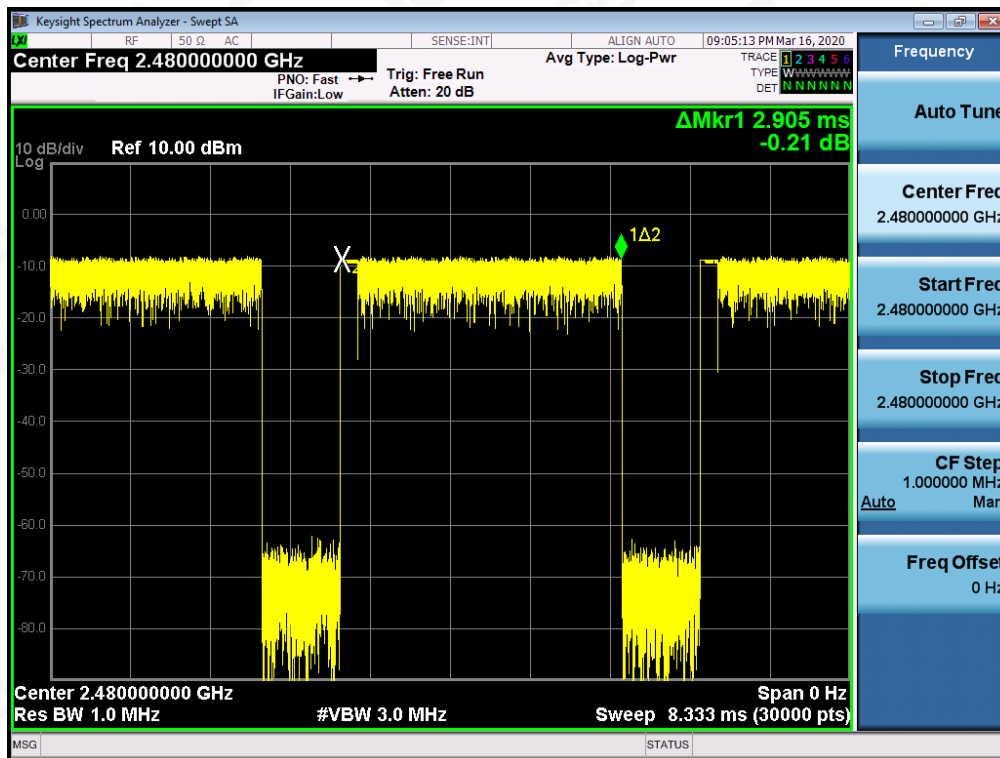 Keysight Spectrum Analyzer - Swept SA
LXI RF 50 Ω AC SENSE:INT ALIGN AUTO 09:05:13 PM Mar 16, 2020
Center Freq 2.480000000 GHz
PNO: Fast
IFGain:Low
Trig: Free Run
Atten: 20 dB
Avg Type: Log-Pwr
TRACE 1 2 3 4 5 6
TYPE WWWWWW
DET N N N N N N
ΔMkr1 2.905 ms
-0.21 dB
10 dB/div Ref 10.00 dBm
Log
0.00
-10.0
-20.0
-30.0
-40.0
-50.0
-60.0
-70.0
-80.0
X2
1Δ2
Center 2.480000000 GHz Span 0 Hz
Res BW 1.0 MHz #VBW 3.0 MHz Sweep 8.333 ms (30000 pts)
MSG STATUS
Frequency
Auto Tune
Center Freq
2.480000000 GHz
Start Freq
2.480000000 GHz
Stop Freq
2.480000000 GHz
CF Step
1.000000 MHz
Auto Man
Freq Offset
0 Hz